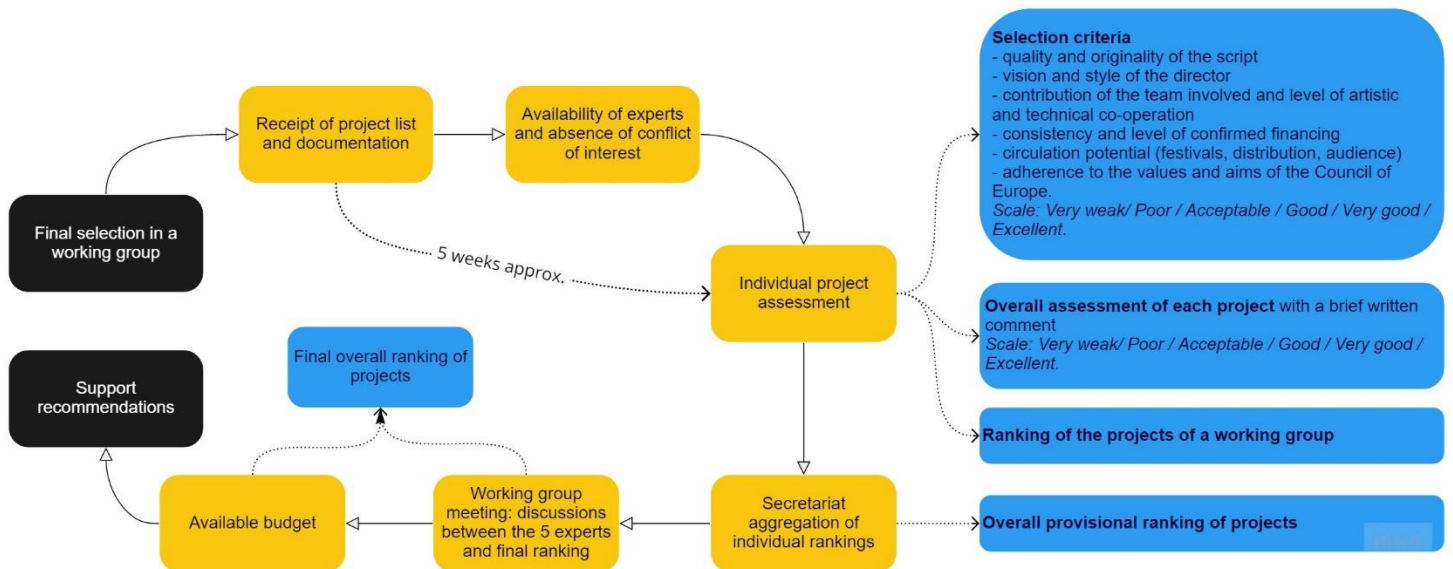 Final selection in a
working group
Receipt of project list
and documentation
Availability of experts
and absence of conflict
of interest
5 weeks approx.
Individual project
assessment
Selection criteria
- quality and originality of the script
- vision and style of the director
- contribution of the team involved and level of artistic
and technical co-operation
- consistency and level of confirmed financing
- circulation potential (festivals, distribution, audience)
- adherence to the values and aims of the Council of
Europe.
Scale: Very weak/ Poor / Acceptable / Good / Very good /
Excellent.
Overall assessment of each project with a brief written
comment
Scale: Very weak/ Poor / Acceptable / Good / Very good /
Excellent.
Ranking of the projects of a working group
Secretariat
aggregation of
individual rankings
Overall provisional ranking of projects
Working group
meeting: discussions
between the 5 experts
and final ranking
Final overall ranking of
projects
Available budget
Support
recommendations